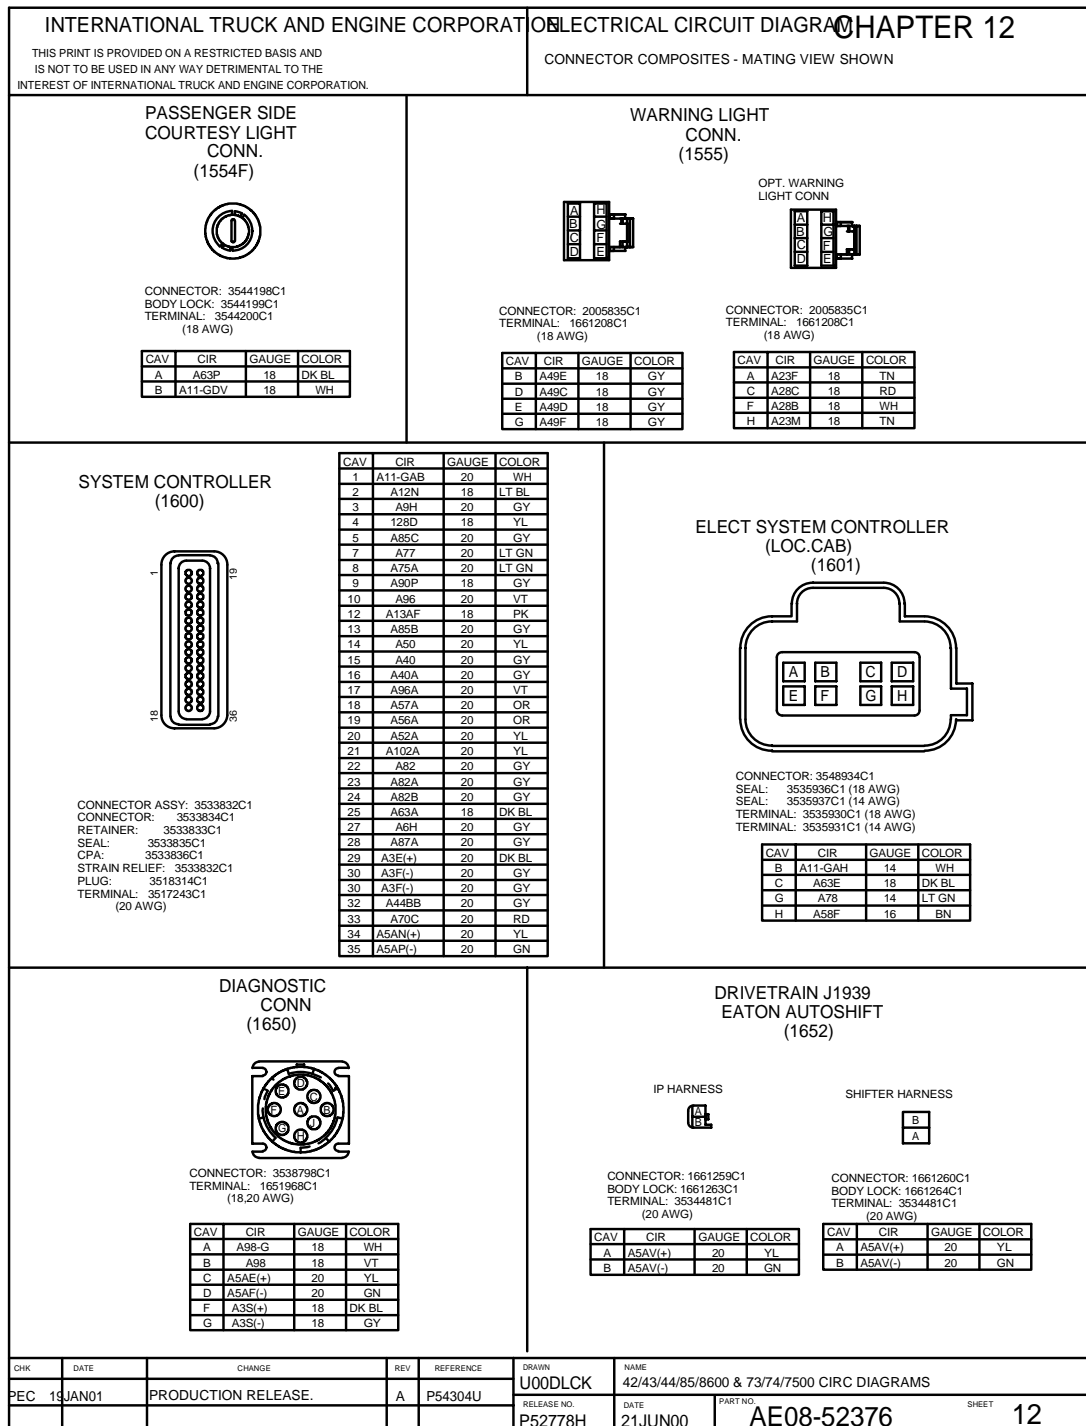 INTERNATIONAL TRUCK AND ENGINE CORPORATION
THIS PRINT IS PROVIDED ON A RESTRICTED BASIS AND
IS NOT TO BE USED IN ANY WAY DETRIMENTAL TO THE
INTEREST OF INTERNATIONAL TRUCK AND ENGINE CORPORATION.
ELECTRICAL CIRCUIT DIAGRAM
CHAPTER 12
CONNECTOR COMPOSITES - MATING VIEW SHOWN
PASSENGER SIDE
COURTESY LIGHT
CONN.
(1554F)
CONNECTOR: 3544198C1
BODY LOCK: 3544199C1
TERMINAL: 3544200C1
(18 AWG)
CAV CIR GAUGE COLOR
A A63P 18 DK BL
B A11-GDV 18 WH
WARNING LIGHT
CONN.
(1555)
A H
B G
C F
D E
CONNECTOR: 2005835C1
TERMINAL: 1661208C1
(18 AWG)
CAV CIR GAUGE COLOR
B A49E 18 GY
D A49C 18 GY
E A49D 18 GY
G A49F 18 GY
OPT. WARNING
LIGHT CONN
A H
B G
C F
D E
CONNECTOR: 2005835C1
TERMINAL: 1661208C1
(18 AWG)
CAV CIR GAUGE COLOR
A A23F 18 TN
C A28C 18 RD
F A28B 18 WH
H A23M 18 TN
SYSTEM CONTROLLER
(1600)
1 19
18 36
CONNECTOR ASSY: 3533832C1
CONNECTOR: 3533834C1
RETAINER: 3533833C1
SEAL: 3533835C1
CPA: 3533836C1
STRAIN RELIEF: 3533832C1
PLUG: 3518314C1
TERMINAL: 3517243C1
(20 AWG)
CAV CIR GAUGE COLOR
1 A11-GAB 20 WH
2 A12N 18 LT BL
3 A9H 20 GY
4 128D 18 YL
5 A85C 20 GY
7 A77 20 LT GN
8 A75A 20 LT GN
9 A90P 18 GY
10 A96 20 VT
12 A13AF 18 PK
13 A85B 20 GY
14 A50 20 YL
15 A40 20 GY
16 A40A 20 GY
17 A96A 20 VT
18 A57A 20 OR
19 A56A 20 OR
20 A52A 20 YL
21 A102A 20 YL
22 A82 20 GY
23 A82A 20 GY
24 A82B 20 GY
25 A63A 18 DK BL
27 A6H 20 GY
28 A87A 20 GY
29 A3E(+) 20 DK BL
30 A3F(-) 20 GY
30 A3F(-) 20 GY
32 A44BB 20 GY
33 A70C 20 RD
34 A5AN(+) 20 YL
35 A5AP(-) 20 GN
ELECT SYSTEM CONTROLLER
(LOC.CAB)
(1601)
A B C D
E F G H
CONNECTOR: 3548934C1
SEAL: 3535936C1 (18 AWG)
SEAL: 3535937C1 (14 AWG)
TERMINAL: 3535930C1 (18 AWG)
TERMINAL: 3535931C1 (14 AWG)
CAV CIR GAUGE COLOR
B A11-GAH 14 WH
C A63E 18 DK BL
G A78 14 LT GN
H A58F 16 BN
DIAGNOSTIC
CONN
(1650)
D
E C
F A B
G J
H
CONNECTOR: 3538798C1
TERMINAL: 1651968C1
(18,20 AWG)
CAV CIR GAUGE COLOR
A A98-G 18 WH
B A98 18 VT
C A5AE(+) 20 YL
D A5AF(-) 20 GN
F A3S(+) 18 DK BL
G A3S(-) 18 GY
DRIVETRAIN J1939
EATON AUTOSHIFT
(1652)
IP HARNESS
A
B
CONNECTOR: 1661259C1
BODY LOCK: 1661263C1
TERMINAL: 3534481C1
(20 AWG)
CAV CIR GAUGE COLOR
A A5AV(+) 20 YL
B A5AV(-) 20 GN
SHIFTER HARNESS
B
A
CONNECTOR: 1661260C1
BODY LOCK: 1661264C1
TERMINAL: 3534481C1
(20 AWG)
CAV CIR GAUGE COLOR
A A5AV(+) 20 YL
B A5AV(-) 20 GN
CHK DATE CHANGE REV REFERENCE
PEC 19JAN01 PRODUCTION RELEASE. A P54304U
DRAWN
U00DLCK
NAME
42/43/44/85/8600 & 73/74/7500 CIRC DIAGRAMS
RELEASE NO.
P52778H
DATE
21JUN00
PART NO.
AE08-52376
SHEET 12